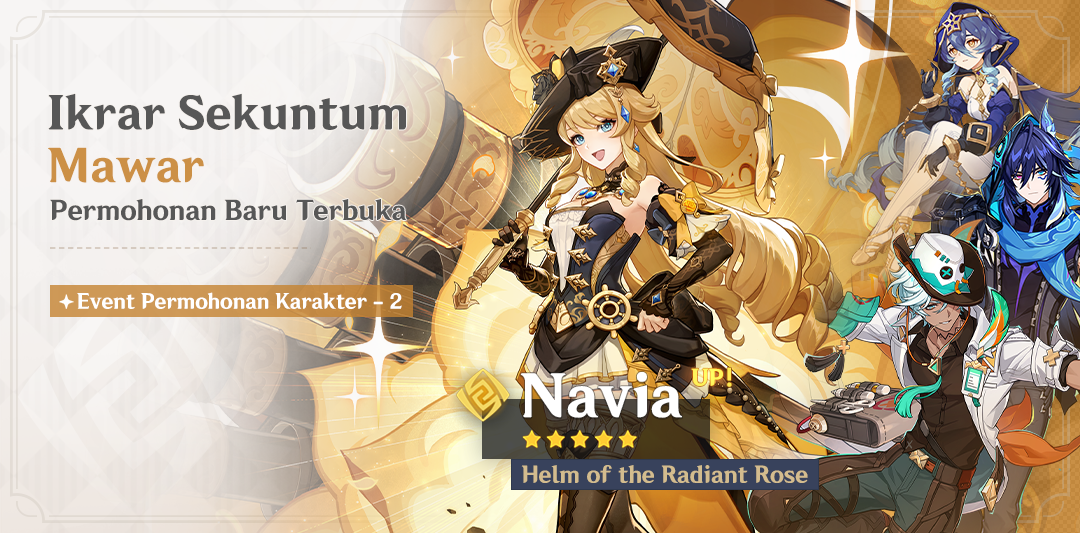 Ikrar Sekuntum
Mawar
Permohonan Baru Terbuka
Event Permohonan Karakter - 2
Navia UP!
Helm of the Radiant Rose